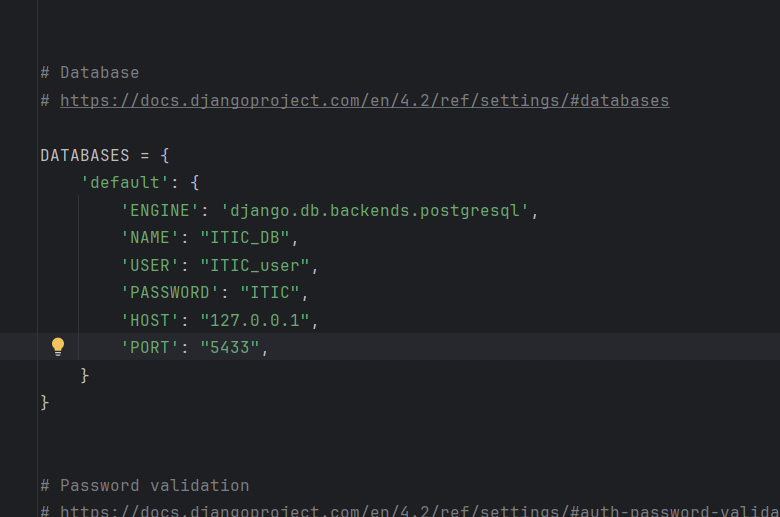 # Database
# https://docs.djangoproject.com/en/4.2/ref/settings/#databases
DATABASES = {
    'default': {
        'ENGINE': 'django.db.backends.postgresql',
        'NAME': "ITIC_DB",
        'USER': "ITIC_user",
        'PASSWORD': "ITIC",
        'HOST': "127.0.0.1",
        'PORT': "5433",
    }
}
# Password validation
# https://docs.djangoproject.com/en/4.2/ref/settings/#auth-password-valida